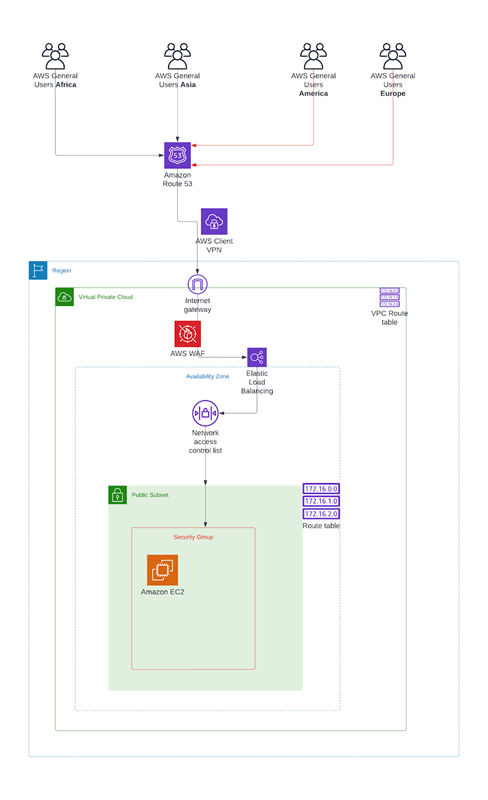 AWS General
Users Africa
AWS General
Users Asia
AWS General
Users
America
AWS General
Users
Europe
53
Amazon
Route 53
AWS Client
VPN
Region
Virtual Private Cloud
Internet
gateway
VPC Route
table
AWS WAF
Availability Zone
Elastic
Load
Balancing
Network
access
control list
Public Subnet
172.16.0.0
172.16.1.0
172.16.2.0
Route table
Security Group
Amazon EC2